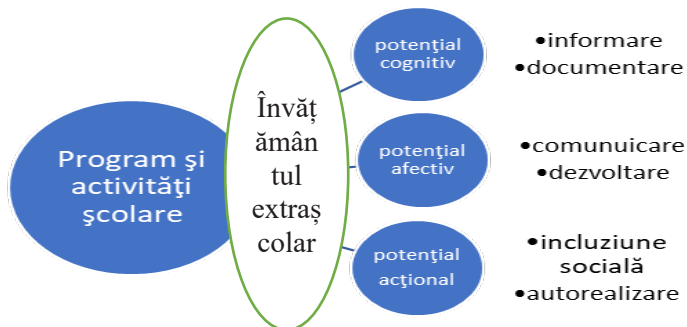 Program şi
activităţi
şcolare
Învăț
ămân
tul
extraș
colar
potenţial
cognitiv
•informare
•documentare
potenţial
afectiv
•comunuicare
•dezvoltare
potenţial
acţional
•incluziune
socială
•autorealizare